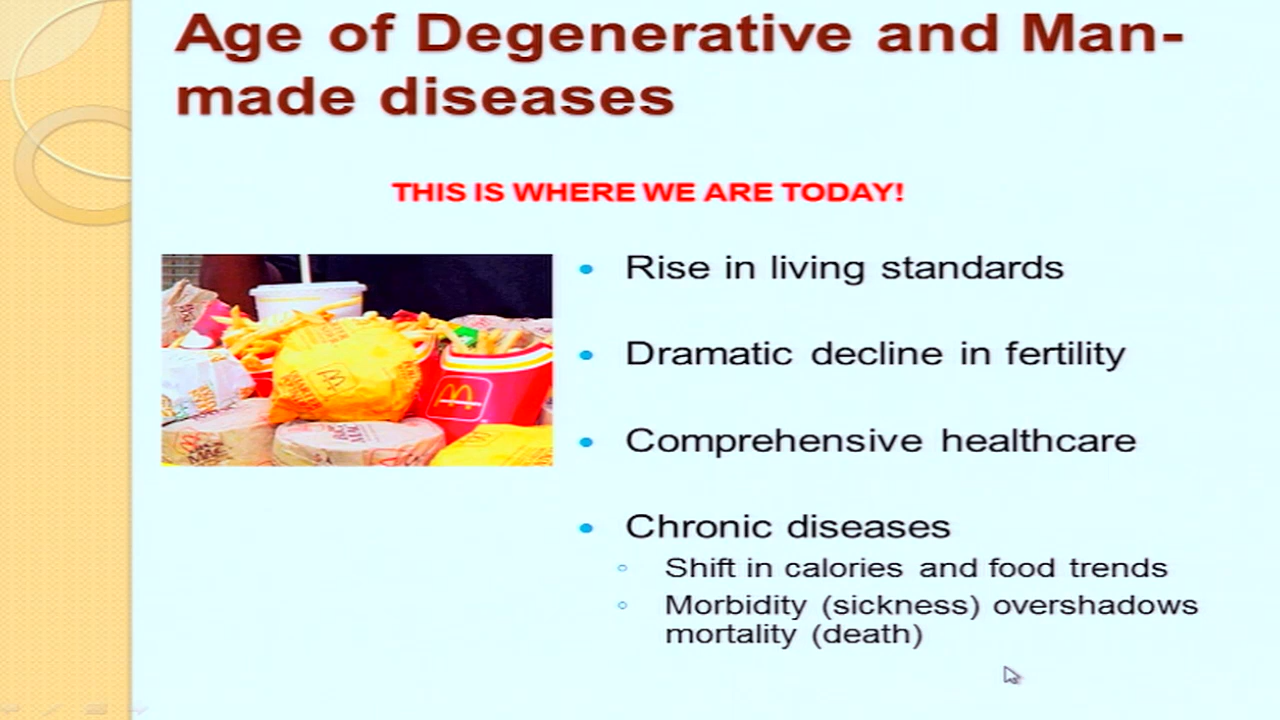 Age of Degenerative and Man-
made diseases
THIS IS WHERE WE ARE TODAY!
Rise in living standards
Dramatic decline in fertility
Comprehensive healthcare
Chronic diseases
Shift in calories and food trends
Morbidity (sickness) overshadows
mortality (death)